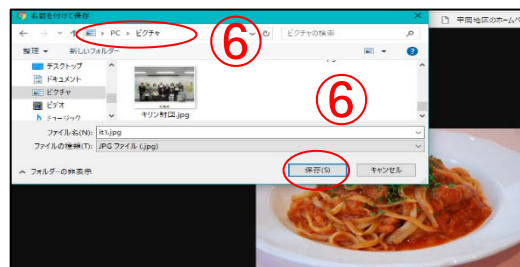 名前を付けて保存
平岡地区のホームペ
PC › ピクチャ
ピクチャの検索
⑥
整理 新しいフォルダー
デスクトップ
ドキュメント
ピクチャ
ビデオ
ミュージック
キリン財団.jpg
⑥
ファイル名(N): it1.jpg
ファイルの種類(T): JPG ファイル (.jpg)
フォルダーの非表示
保存(S)
キャンセル